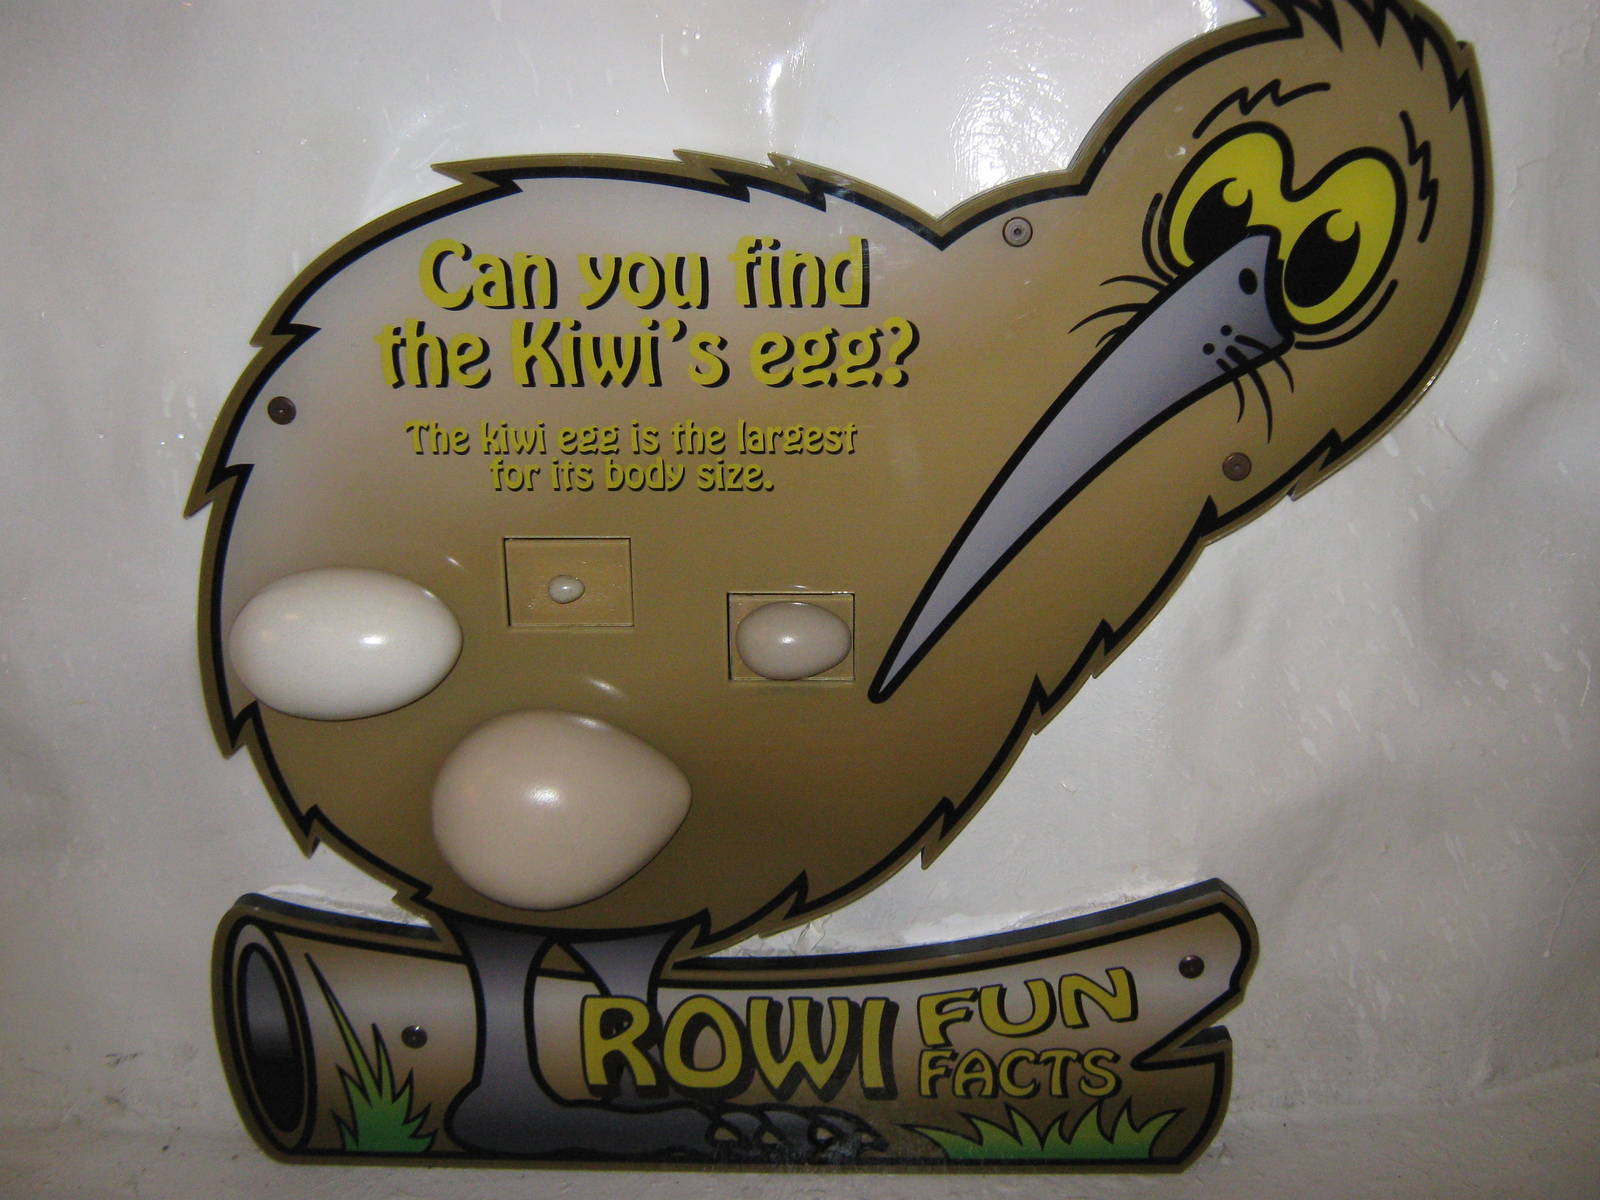 Can you find
the Kiwi's egg?
The kiwi egg is the largest
for its body size.
ROWI FUN
FACTS